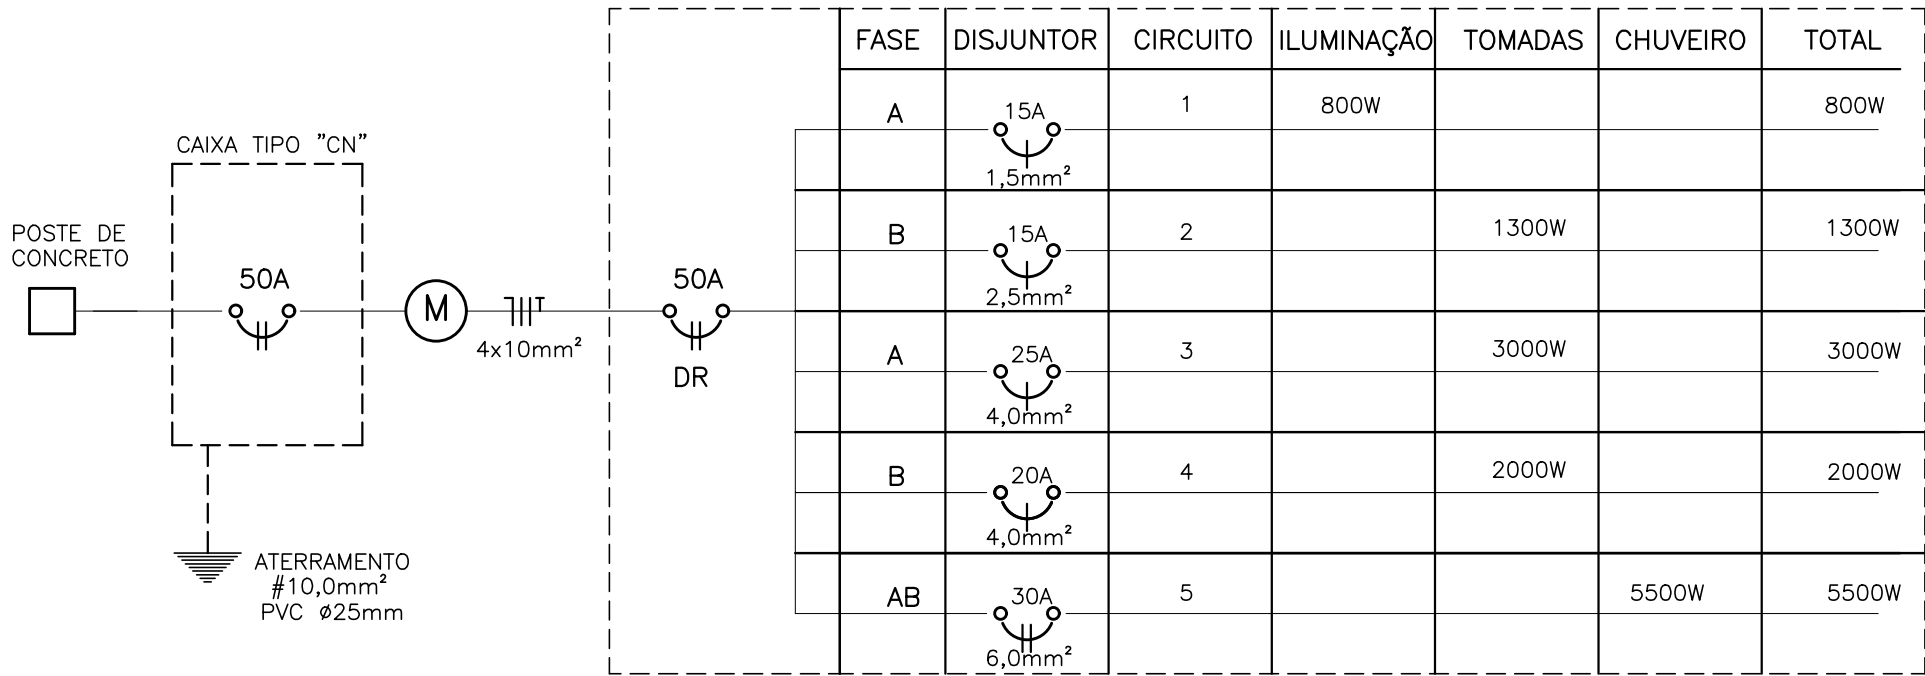 FASE DISJUNTOR CIRCUITO ILUMINAÇÃO TOMADAS CHUVEIRO TOTAL
A 15A 1 800W 800W
1,5mm²
B 15A 2 1300W 1300W
2,5mm²
A 25A 3 3000W 3000W
4,0mm²
B 20A 4 2000W 2000W
4,0mm²
AB 30A 5 5500W 5500W
6,0mm²
CAIXA TIPO "CN"
POSTE DE
CONCRETO
50A
M
4x10mm²
50A
DR
ATERRAMENTO
#10,0mm²
PVC ø25mm